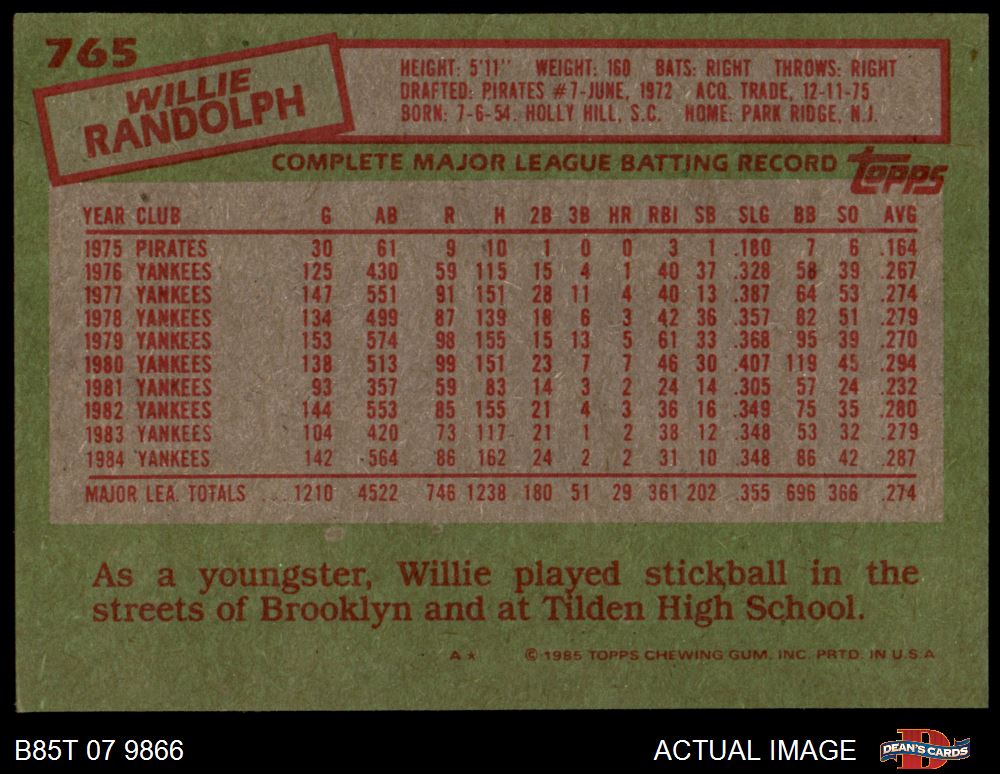 765
WILLIE
RANDOLPH
HEIGHT: 5'11" WEIGHT: 160 BATS: RIGHT THROWS: RIGHT
DRAFTED: PIRATES #7-JUNE, 1972 ACQ. TRADE, 12-11-75
BORN: 7-6-54, HOLLY HILL, S.C. HOME: PARK RIDGE, N.J.
COMPLETE MAJOR LEAGUE BATTING RECORD topps
YEAR CLUB G AB R H 2B 3B HR RBI SB SLG BB SO AVG
1975 PIRATES 30 61 9 10 1 0 0 3 1 .180 7 6 .164
1976 YANKEES 125 430 59 115 15 4 1 40 37 .328 58 39 .267
1977 YANKEES 147 551 91 151 28 11 4 40 13 .387 64 53 .274
1978 YANKEES 134 499 87 139 18 6 3 42 36 .357 82 51 .279
1979 YANKEES 153 574 98 155 15 13 5 61 33 .368 95 39 .270
1980 YANKEES 138 513 99 151 23 7 7 46 30 .407 119 45 .294
1981 YANKEES 93 357 59 83 14 3 2 24 14 .305 57 24 .232
1982 YANKEES 144 553 85 155 21 4 3 36 16 .349 75 35 .280
1983 YANKEES 104 420 73 117 21 1 2 38 12 .348 53 32 .279
1984 YANKEES 142 564 86 162 24 2 2 31 10 .348 86 42 .287
MAJOR LEA. TOTALS ... 1210 4522 746 1238 180 51 29 361 202 .355 696 366 .274
As a youngster, Willie played stickball in the
streets of Brooklyn and at Tilden High School.
A ★ © 1985 TOPPS CHEWING GUM, INC. PRTD. IN U.S.A
B85T 07 9866 ACTUAL IMAGE DEAN'S CARDS